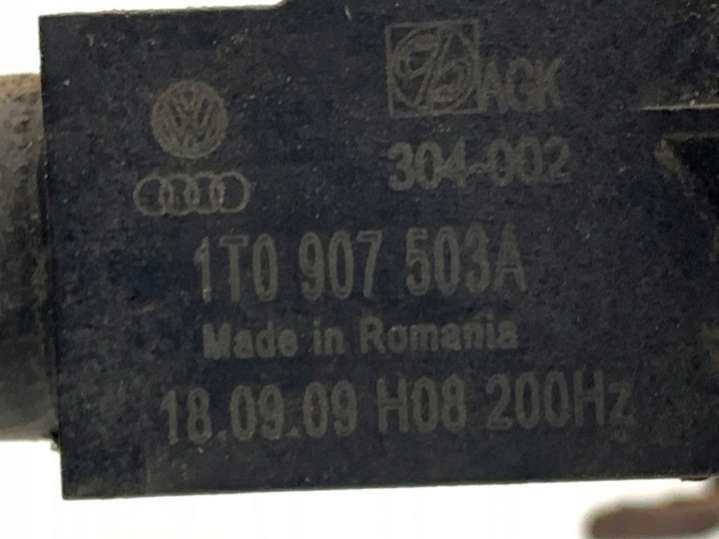 AGK
304-002
1T0 907 503A
Made in Romania
18.09.09 H08 200Hz